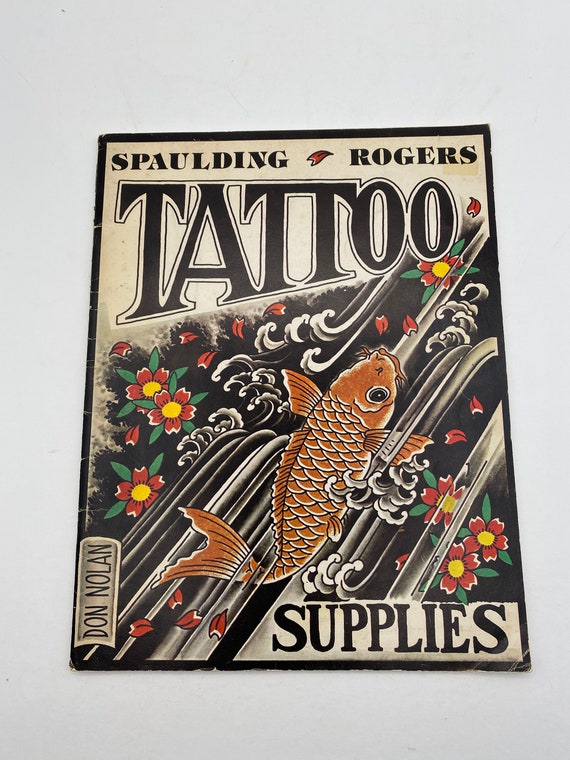 SPAULDING ROGERS
TATTOO
DON NOLAN
SUPPLIES